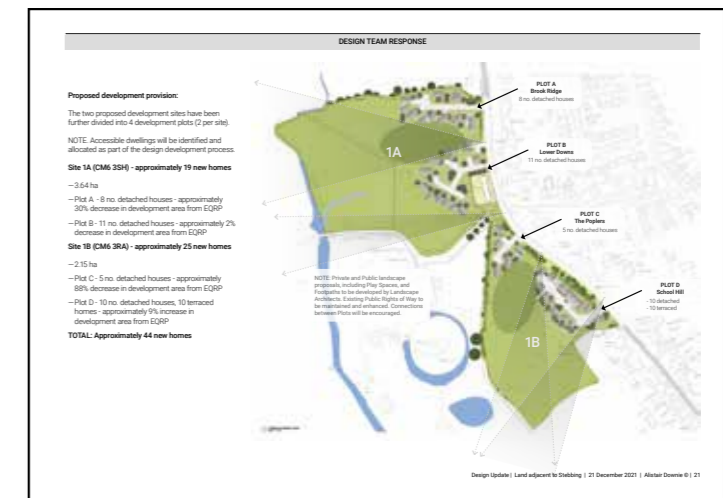 DESIGN TEAM RESPONSE
Proposed development provision:
The two proposed development sites have been
further divided into 4 development plots (2 per site).
NOTE. Accessible dwellings will be identified and
allocated as part of the design development process.
Site 1A (CM6 3SH) - approximately 19 new homes
—3.64 ha
—Plot A - 8 no. detached houses - approximately
30% decrease in development area from EQRP
—Plot B - 11 no. detached houses - approximately 2%
decrease in development area from EQRP
Site 1B (CM6 3RA) - approximately 25 new homes
—2.15 ha
—Plot C - 5 no. detached houses - approximately
88% decrease in development area from EQRP
—Plot D - 10 no. detached houses, 10 terraced
homes - approximately 9% increase in
development area from EQRP
TOTAL: Approximately 44 new homes
PLOT A
Brook Ridge
8 no. detached houses
1A
PLOT B
Lower Downs
11 no. detached houses
PLOT C
The Poplers
5 no. detached houses
NOTE: Private and Public landscape
proposals, including Play Spaces, and
Footpaths to be developed by Landscape
Architects. Existing Public Rights of Way to
be maintained and enhanced. Connections
between Plots will be encouraged.
PLOT D
School Hill
- 10 detached
- 10 terraced
1B
Design Update | Land adjacent to Stebbing | 21 December 2021 | Alistair Downie © | 21